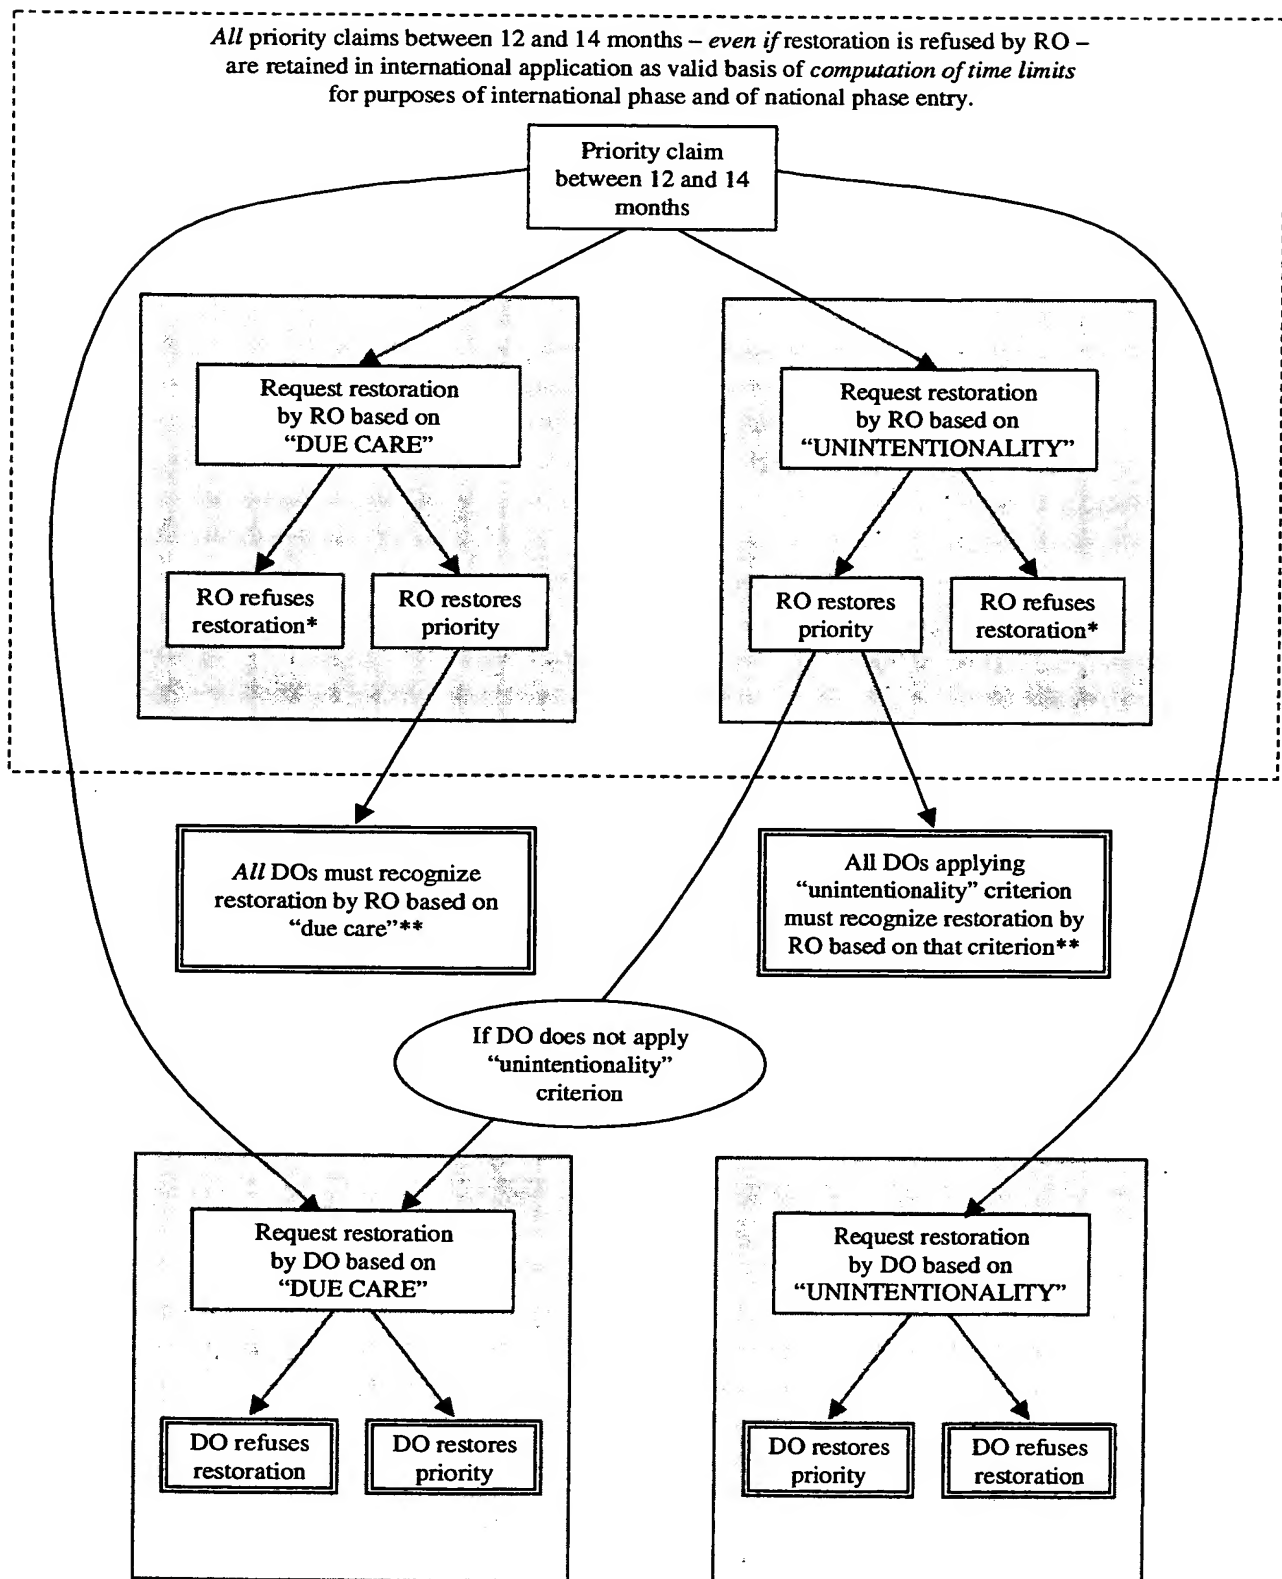 All priority claims between 12 and 14 months – even if restoration is refused by RO –
are retained in international application as valid basis of computation of time limits
for purposes of international phase and of national phase entry.
Priority claim
between 12 and 14
months
Request restoration
by RO based on
“DUE CARE”
Request restoration
by RO based on
“UNINTENTIONALITY”
RO refuses
restoration*
RO restores
priority
RO restores
priority
RO refuses
restoration*
All DOs must recognize
restoration by RO based on
“due care”**
All DOs applying
“unintentionality” criterion
must recognize restoration by
RO based on that criterion**
If DO does not apply
“unintentionality”
criterion
Request restoration
by DO based on
“DUE CARE”
Request restoration
by DO based on
“UNINTENTIONALITY”
DO refuses
restoration
DO restores
priority
DO restores
priority
DO refuses
restoration